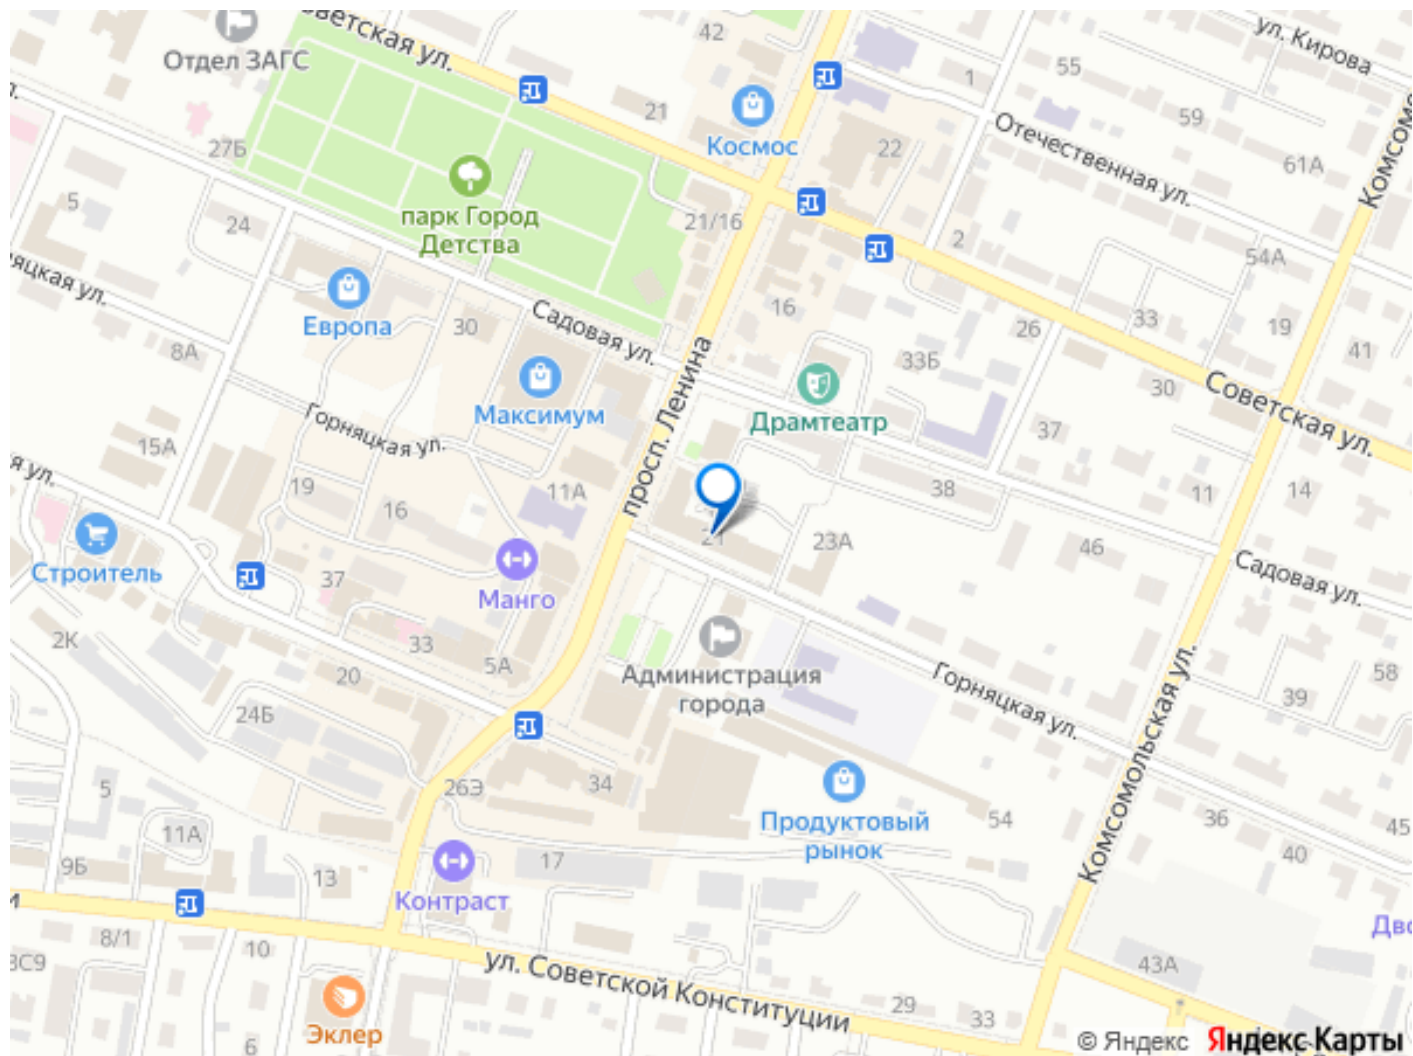 Советская ул.
42
ул. Кирова
Отдел ЗАГС
1
55
21
Космос
59
22
Отечественная ул.
Комсомо
27Б
61А
5
парк Город
Детства
21/16
24
2
54А
Европа
30
Садовая ул.
16
26
33
19
8А
33Б
41
просп. Ленина
Максимум
30
Советская ул.
Драмтеатр
Горняцкая ул.
37
15А
19
11А
38
11
14
16
21
23А
46
Строитель
37
Манго
Садовая ул.
2К
33
5А
Администрация
города
58
20
Горняцкая ул.
39
24Б
Комсомольская ул.
26Э
34
5
Продуктовый
рынок
54
36
45
11А
17
40
9Б
13
Контраст
8/1
10
ул. Советской Конституции
43А
29
33
Эклер
6
© Яндекс
Яндекс Карты